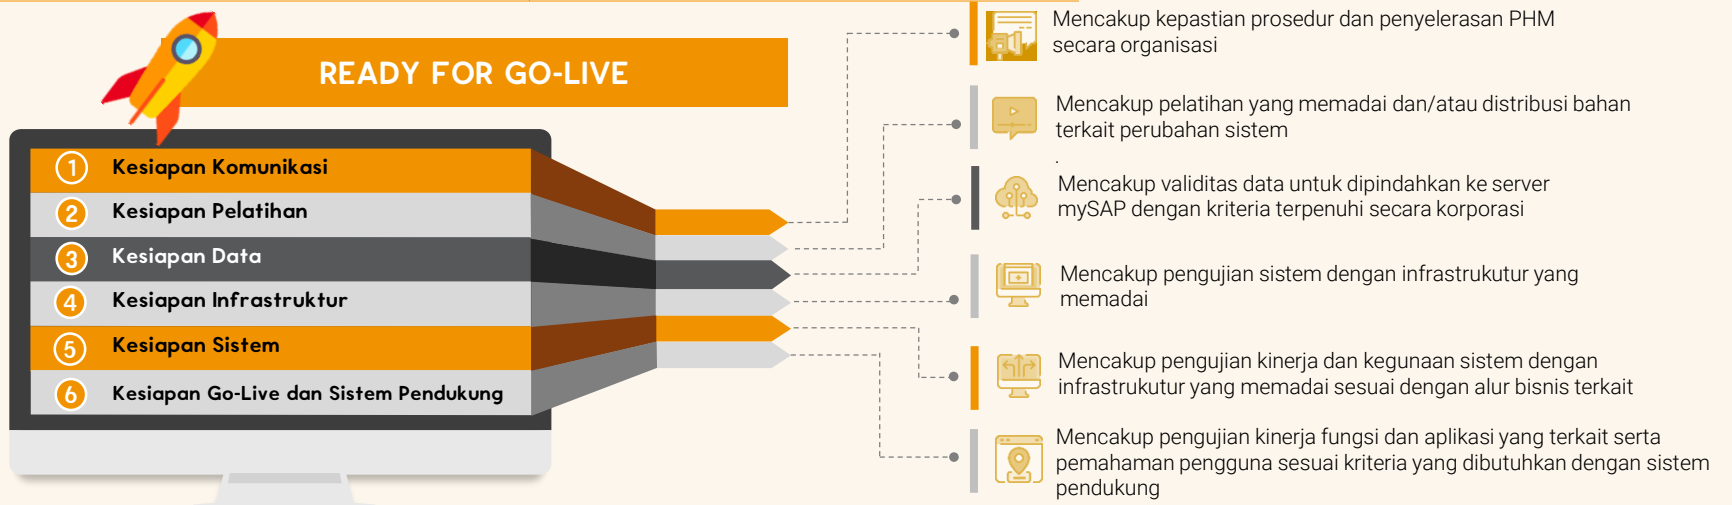 READY FOR GO-LIVE
1 Kesiapan Komunikasi
2 Kesiapan Pelatihan
3 Kesiapan Data
4 Kesiapan Infrastruktur
5 Kesiapan Sistem
6 Kesiapan Go-Live dan Sistem Pendukung
Mencakup kepastian prosedur dan penyelerasan PHM
secara organisasi
Mencakup pelatihan yang memadai dan/atau distribusi bahan
terkait perubahan sistem
.
Mencakup validitas data untuk dipindahkan ke server
mySAP dengan kriteria terpenuhi secara korporasi
Mencakup pengujian sistem dengan infrastrukutur yang
memadai
Mencakup pengujian kinerja dan kegunaan sistem dengan
infrastrukutur yang memadai sesuai dengan alur bisnis terkait
Mencakup pengujian kinerja fungsi dan aplikasi yang terkait serta
pemahaman pengguna sesuai kriteria yang dibutuhkan dengan sistem
pendukung